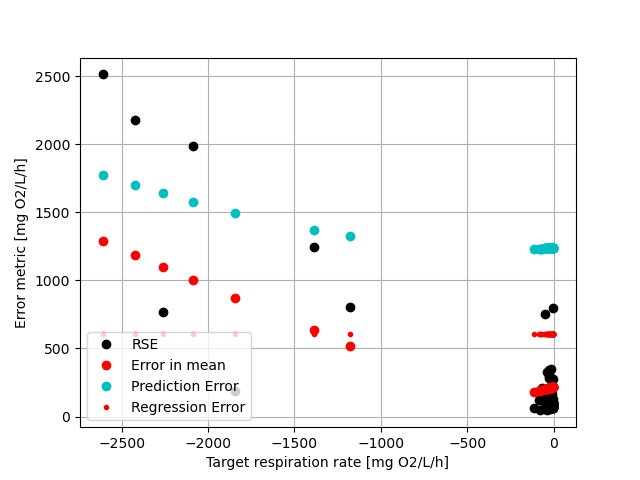 2500
2000
1500
1000
500
0
Error metric [mg O2/L/h]
RSE
Error in mean
Prediction Error
Regression Error
−2500
−2000
−1500
−1000
−500
0
Target respiration rate [mg O2/L/h]